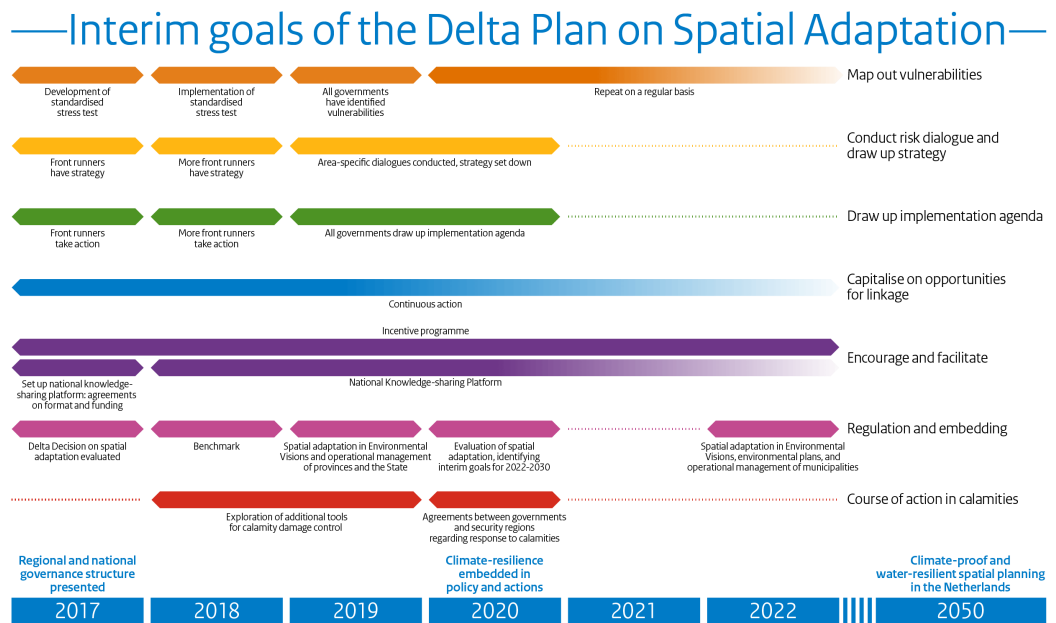 Interim goals of the Delta Plan on Spatial Adaptation
Map out vulnerabilities
Development of
standardised
stress test
Implementation of
standardised
stress test
All governments
have identified
vulnerabilities
Repeat on a regular basis
Conduct risk dialogue and
draw up strategy
Front runners
have strategy
More front runners
have strategy
Area-specific dialogues conducted, strategy set down
Draw up implementation agenda
Front runners
take action
More front runners
take action
All governments draw up implementation agenda
Capitalise on opportunities
for linkage
Continuous action
Incentive programme
Encourage and facilitate
Set up national knowledge-
sharing platform: agreements
on format and funding
National Knowledge-sharing Platform
Regulation and embedding
Delta Decision on spatial
adaptation evaluated
Benchmark
Spatial adaptation in Environmental
Visions and operational management
of provinces and the State
Evaluation of spatial
adaptation, identifying
interim goals for 2022-2030
Spatial adaptation in Environmental
Visions, environmental plans, and
operational management of municipalities
Course of action in calamities
Exploration of additional tools
for calamity damage control
Agreements between governments
and security regions
regarding response to calamities
Regional and national
governance structure
presented
Climate-resilience
embedded in
policy and actions
Climate-proof and
water-resilient spatial planning
in the Netherlands
2017
2018
2019
2020
2021
2022
2050